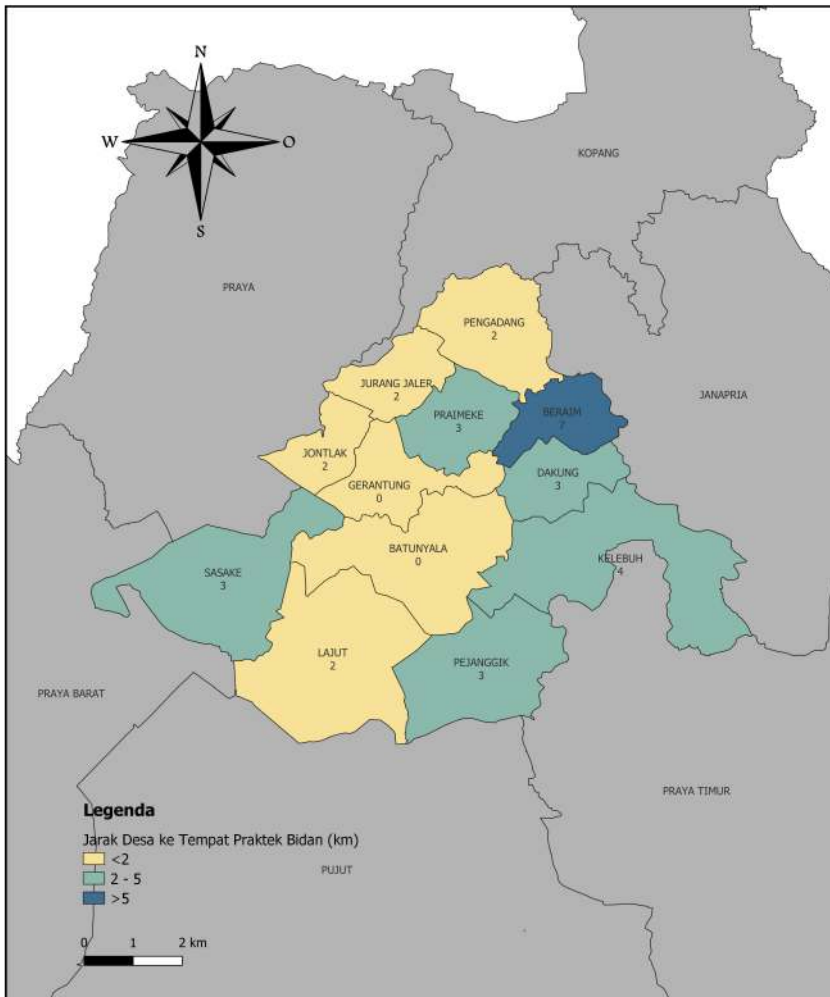 N
W
O
S
KOPANG
PRAYA
PENGADANG
2
JURANG JALER
2
JANAPRIA
PRAIMEKE
3
BERAIM
7
JONTLAK
2
DAKUNG
3
GERANTUNG
0
BATUNYALA
0
KELEBUH
4
SASAKE
3
LAJUT
2
PEJANGGIK
3
PRAYA BARAT
PRAYA TIMUR
PUJUT
Legenda
Jarak Desa ke Tempat Praktek Bidan (km)
<2
2 - 5
>5
0 1 2 km